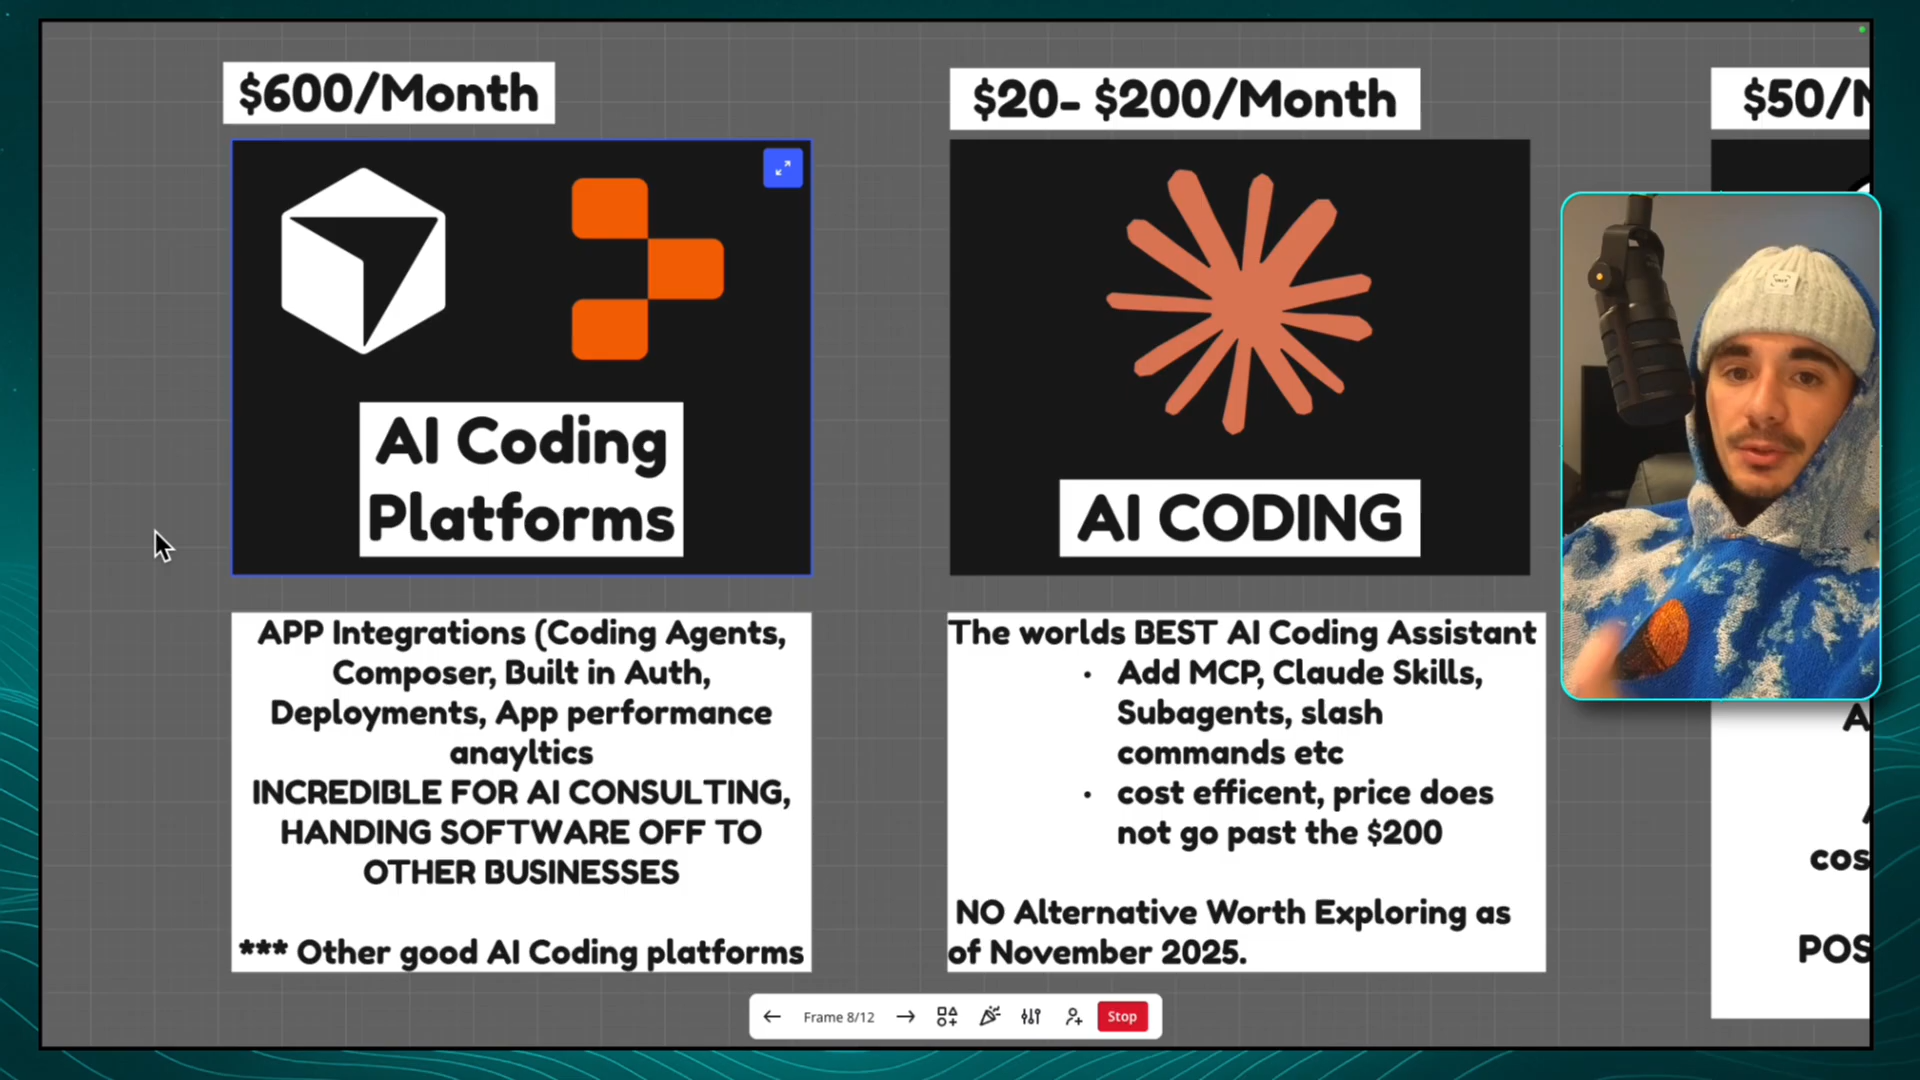 $600/Month
AI Coding
Platforms
APP Integrations (Coding Agents,
Composer, Built in Auth,
Deployments, App performance
anayltics
INCREDIBLE FOR AI CONSULTING,
HANDING SOFTWARE OFF TO
OTHER BUSINESSES
*** Other good AI Coding platforms
$20- $200/Month
AI CODING
The worlds BEST AI Coding Assistant
• Add MCP, Claude Skills,
Subagents, slash
commands etc
• cost efficent, price does
not go past the $200
NO Alternative Worth Exploring as
of November 2025.
$50/M
A
cos
POS
Frame 8/12
Stop